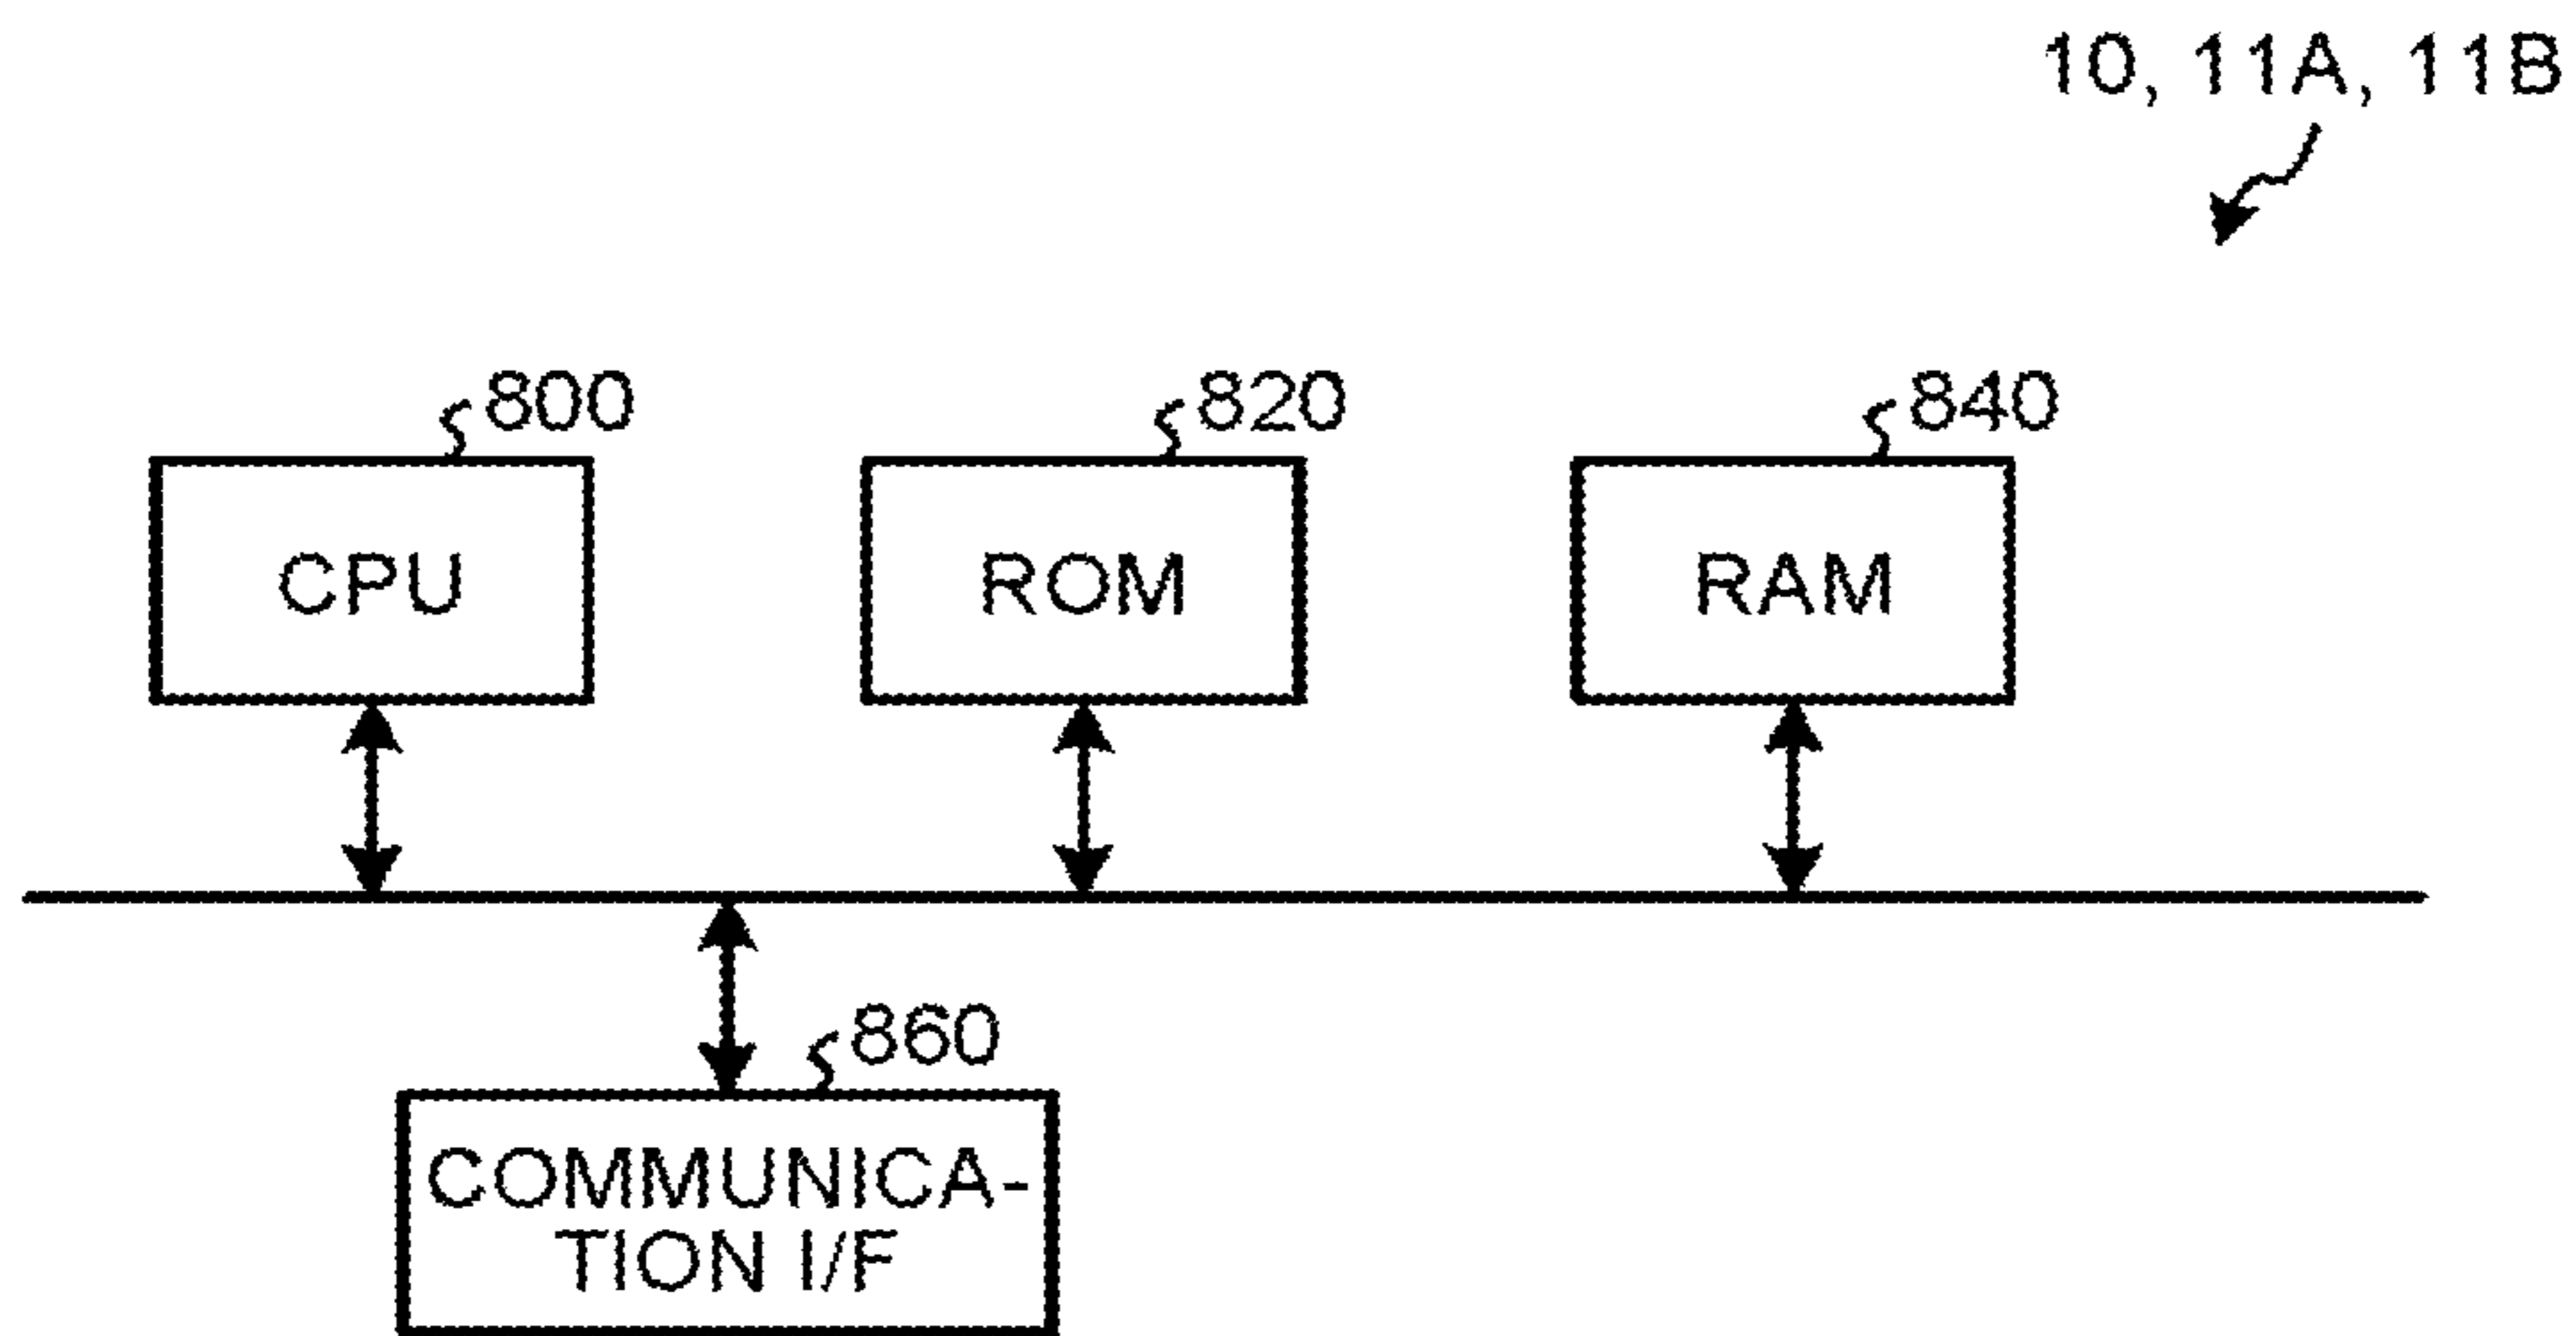 10, 11A, 11B
800
820
840
CPU
ROM
RAM
860
COMMUNICA-
TION I/F